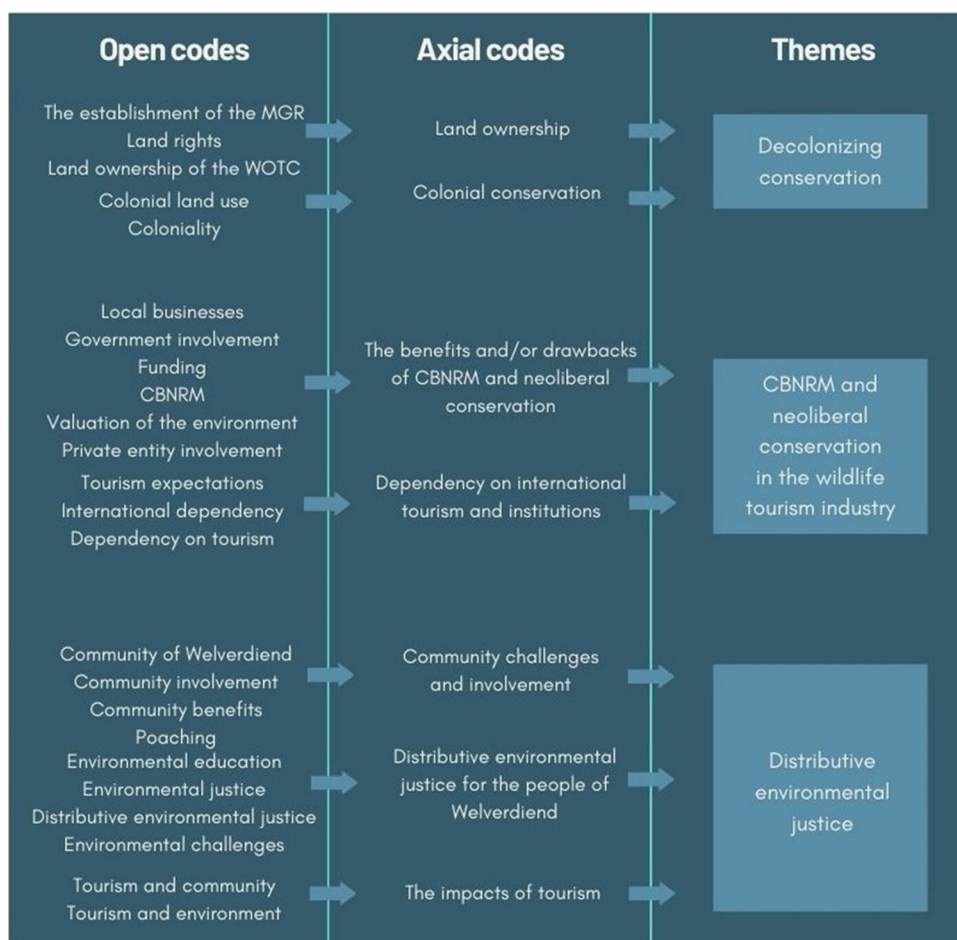 Open codes
Axial codes
Themes
The establishment of the MGR
Land rights
Land ownership of the WOTC
Land ownership
Colonial land use
Coloniality
Colonial conservation
Decolonizing
conservation
Local businesses
Government involvement
Funding
CBNRM
Valuation of the environment
Private entity involvement
The benefits and/or drawbacks
of CBNRM and neoliberal
conservation
Tourism expectations
International dependency
Dependency on tourism
Dependency on international
tourism and institutions
CBNRM and
neoliberal
conservation
in the wildlife
tourism industry
Community of Welverdiend
Community involvement
Community benefits
Poaching
Community challenges
and involvement
Environmental education
Environmental justice
Distributive environmental justice
Environmental challenges
Distributive environmental
justice for the people of
Welverdiend
Tourism and community
Tourism and environment
The impacts of tourism
Distributive
environmental
justice